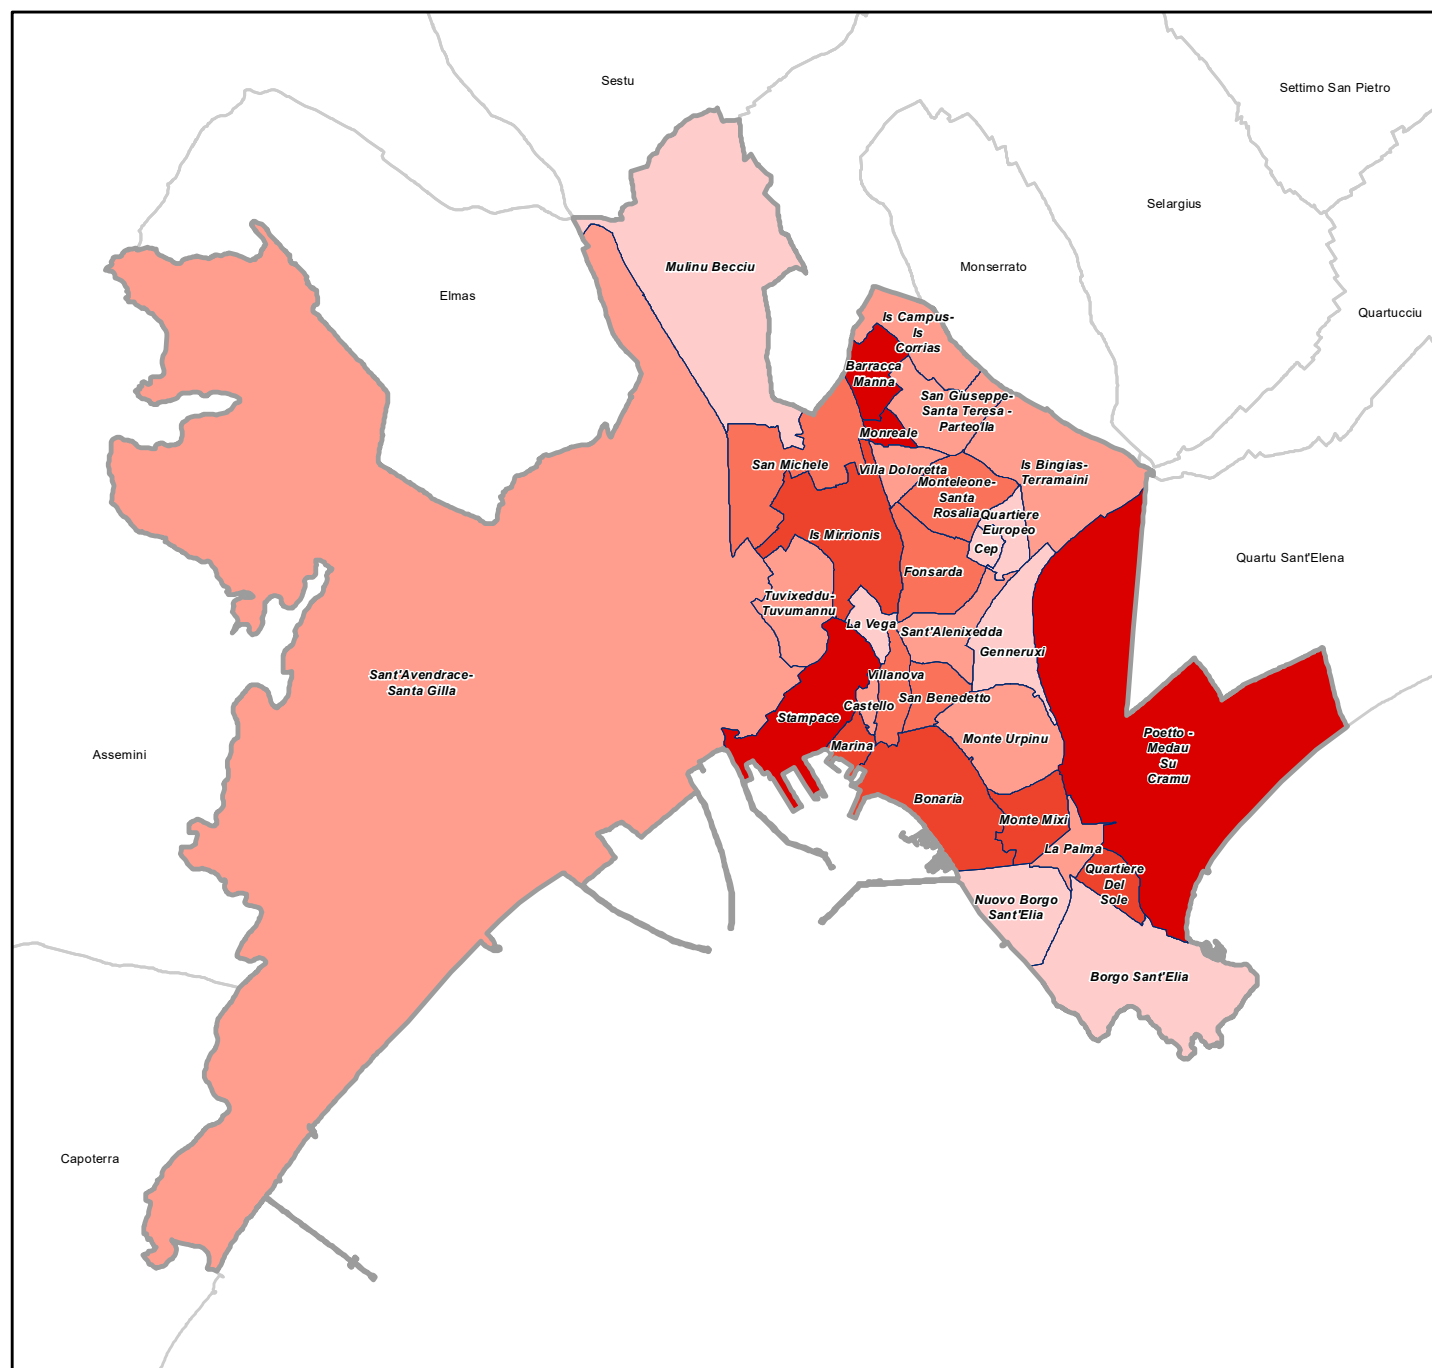 Sestu
Settimo San Pietro
Selargius
Monserrato
Mulinu Becciu
Elmas
Quartucciu
Is Campus-
Is
Corrias
Barracca
Manna
San Giuseppe-
Santa Teresa -
Parteolla
Monreale
San Michele
Villa Doloretta
Is Bingias-
Terramaini
Monteleone-
Santa
Rosalia
Quartiere
Europeo
Is Mirrionis
Cep
Quartu Sant'Elena
Fonsarda
Tuvixeddu-
Tuvumannu
La Vega
Sant'Alenixedda
Genneruxi
Sant'Avendrace-
Santa Gilla
Villanova
San Benedetto
Castello
Stampace
Marina
Monte Urpinu
Poetto -
Medau
Su
Cramu
Assemini
Bonaria
Monte Mixi
La Palma
Quartiere
Del
Sole
Nuovo Borgo
Sant'Elia
Borgo Sant'Elia
Capoterra